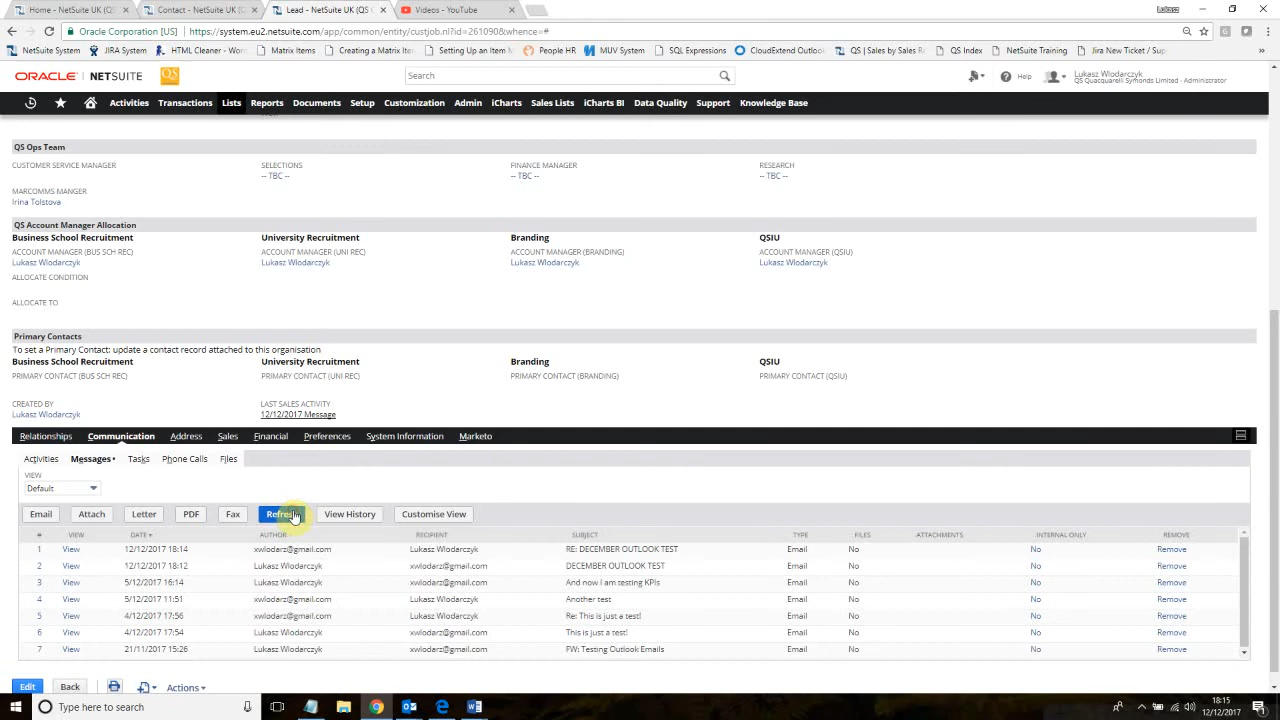 Home - NetSuite UK (QS Q
Contact - NetSuite UK (Q
Lead - NetSuite UK (QS C
Videos - YouTube
Oracle Corporation [US] https://system.eu2.netsuite.com/app/common/entity/custjob.nl?id=261090&whence=#
NetSuite System JIRA System HTML Cleaner - Wor Matrix Items Creating a Matrix Iter Setting Up an Item M People HR MUV System SQL Expressions CloudExtend Outlook QS | Sales by Sales Re QS Index NetSuite Training Jira New Ticket / Sup
ORACLE NETSUITE QS
Search
Help
Lukasz Wlodarczyk
QS Quacquarelli Symonds Limited - Administrator
Activities Transactions Lists Reports Documents Setup Customization Admin iCharts Sales Lists iCharts BI Data Quality Support Knowledge Base
QS Ops Team
CUSTOMER SERVICE MANAGER SELECTIONS FINANCE MANAGER RESEARCH
-- TBC -- -- TBC -- -- TBC --
MARCOMMS MANGER
Irina Tolstova
QS Account Manager Allocation
Business School Recruitment University Recruitment Branding QSIU
ACCOUNT MANAGER (BUS SCH REC) ACCOUNT MANAGER (UNI REC) ACCOUNT MANAGER (BRANDING) ACCOUNT MANAGER (QSIU)
Lukasz Wlodarczyk Lukasz Wlodarczyk Lukasz Wlodarczyk Lukasz Wlodarczyk
ALLOCATE CONDITION
ALLOCATE TO
Primary Contacts
To set a Primary Contact: update a contact record attached to this organisation
Business School Recruitment University Recruitment Branding QSIU
PRIMARY CONTACT (BUS SCH REC) PRIMARY CONTACT (UNI REC) PRIMARY CONTACT (BRANDING) PRIMARY CONTACT (QSIU)
CREATED BY LAST SALES ACTIVITY
Lukasz Wlodarczyk 12/12/2017 Message
Relationships Communication Address Sales Financial Preferences System Information Marketo
Activities Messages • Tasks Phone Calls Files
VIEW
Default
Email Attach Letter PDF Fax Refresh View History Customise View
# VIEW DATE AUTHOR RECIPIENT SUBJECT TYPE FILES ATTACHMENTS INTERNAL ONLY REMOVE
1 View 12/12/2017 18:14 xwlodarz@gmail.com Lukasz Wlodarczyk RE: DECEMBER OUTLOOK TEST Email No No Remove
2 View 12/12/2017 18:12 Lukasz Wlodarczyk xwlodarz@gmail.com DECEMBER OUTLOOK TEST Email No No Remove
3 View 5/12/2017 16:14 Lukasz Wlodarczyk xwlodarz@gmail.com And now I am testing KPIs Email No No Remove
4 View 5/12/2017 11:51 Lukasz Wlodarczyk xwlodarz@gmail.com Another test Email No No Remove
5 View 4/12/2017 17:56 xwlodarz@gmail.com Lukasz Wlodarczyk Re: This is just a test! Email No No Remove
6 View 4/12/2017 17:54 Lukasz Wlodarczyk xwlodarz@gmail.com This is just a test! Email No No Remove
7 View 21/11/2017 15:26 Lukasz Wlodarczyk xwlodarz@gmail.com FW: Testing Outlook Emails Email No No Remove
Edit Back Actions
Type here to search
18:15
12/12/2017